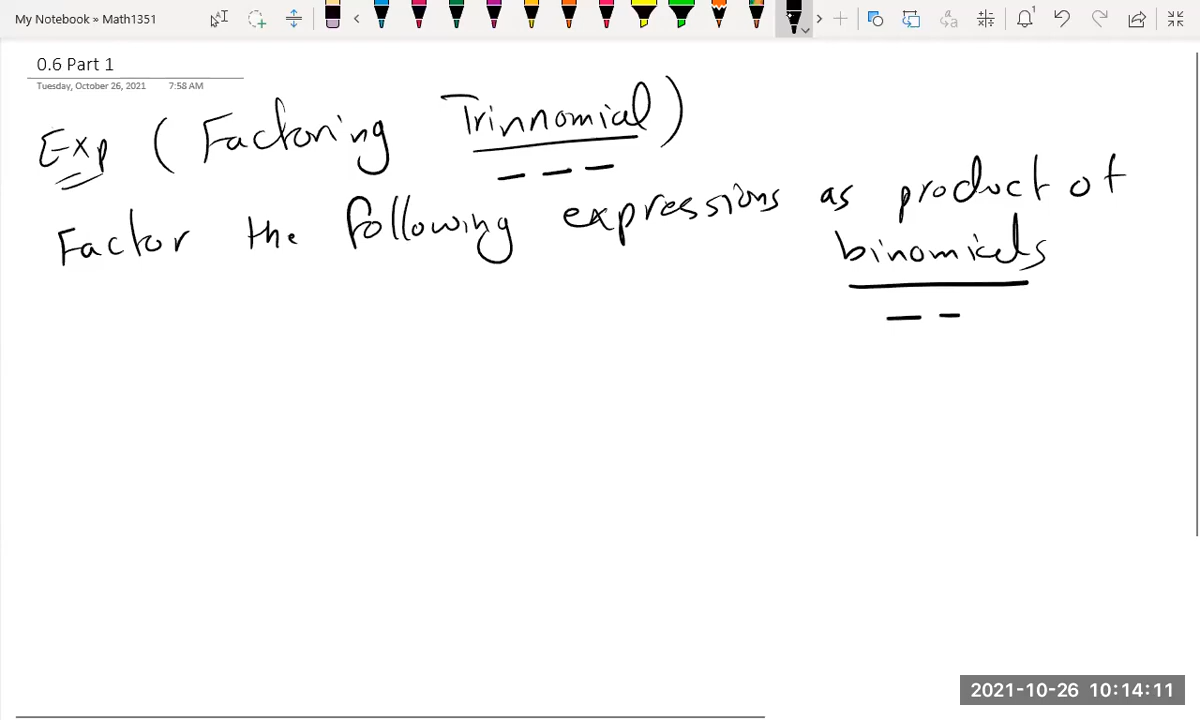 My Notebook » Math1351
0.6 Part 1
Tuesday, October 26, 2021 7:58 AM
Exp ( Factoring Trinnomial )
Factor the following expressions as product of
binomials
2021-10-26 10:14:11